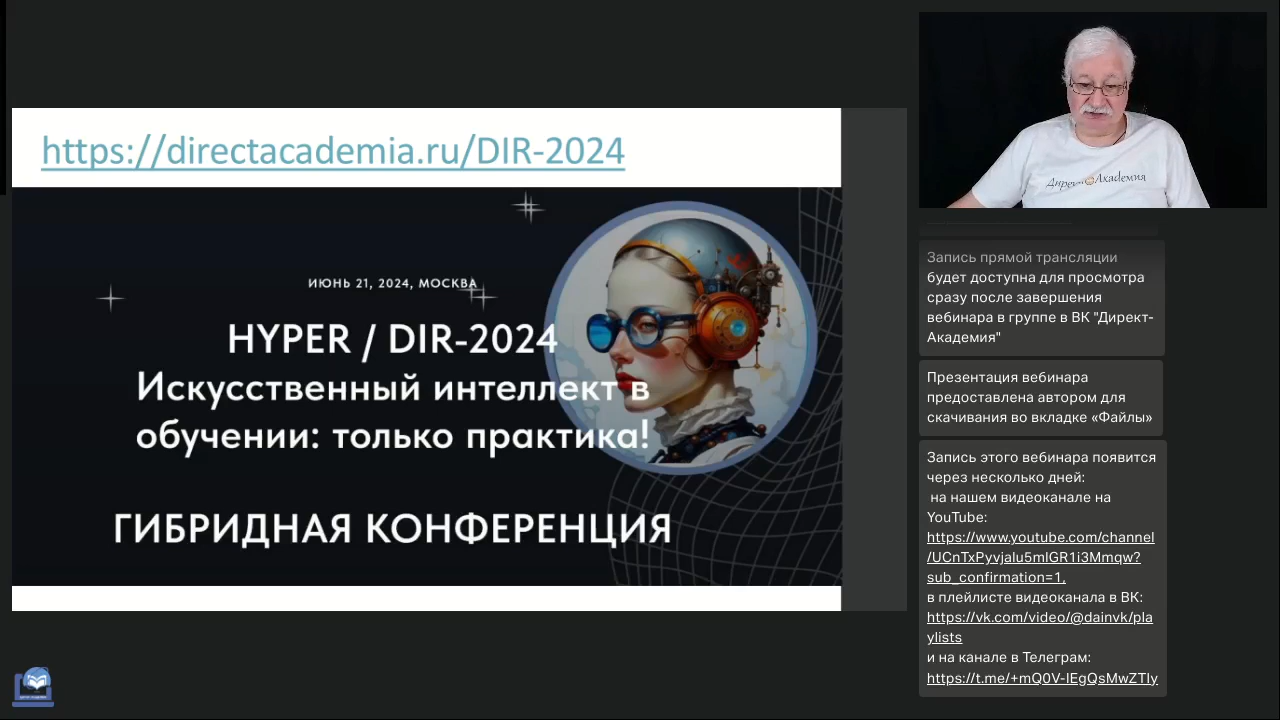 https://directacademia.ru/DIR-2024
ИЮНЬ 21, 2024, МОСКВА
HYPER / DIR-2024
Искусственный интеллект в
обучении: только практика!
ГИБРИДНАЯ КОНФЕРЕНЦИЯ
Директ Академия
Запись прямой трансляции
будет доступна для просмотра
сразу после завершения
вебинара в группе в ВК "Директ-
Академия"
Презентация вебинара
предоставлена автором для
скачивания во вкладке «Файлы»
Запись этого вебинара появится
через несколько дней:
на нашем видеоканале на
YouTube:
https://www.youtube.com/channel
/UCnTxPyvjalu5mlGR1i3Mmqw?
sub_confirmation=1,
в плейлисте видеоканала в ВК:
https://vk.com/video/@dainvk/pla
ylists
и на канале в Телеграм:
https://t.me/+mQ0V-IEgQsMwZTly